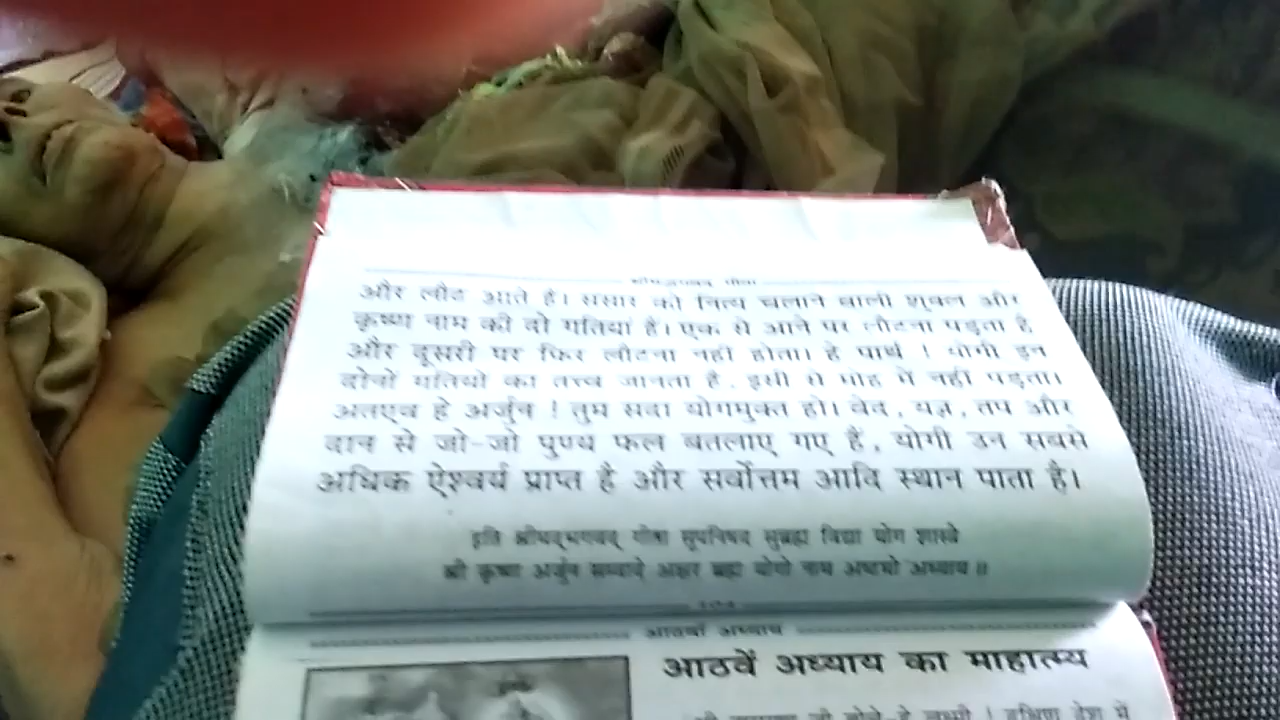 श्रीमद्भगवद् गीता
और लौट आते हैं। संसार को नित्य चलाने वाली शुक्ल और
कृष्ण नाम की दो गतियां हैं। एक से आने पर लौटना पड़ता है
और दूसरी पर फिर लौटना नहीं होता। हे पार्थ ! योगी इन
दोनों गतियों का तत्त्व जानता है, इसी से मोह में नहीं पड़ता।
अतएव हे अर्जुन ! तुम सदा योगमुक्त हो। वेद, यज्ञ, तप और
दान से जो-जो पुण्य फल बतलाए गए हैं, योगी उन सबसे
अधिक ऐश्वर्य प्राप्त है और सर्वोत्तम आदि स्थान पाता है।
इति श्रीमद्भगवद् गीता सूपनिषद सुब्रह्म विद्या योग शास्त्रे
श्री कृष्ण अर्जुन सम्वादे अक्षर ब्रह्म योगो नाम अष्टमो अध्याय॥
आठवाँ अध्याय
आठवें अध्याय का माहात्म्य